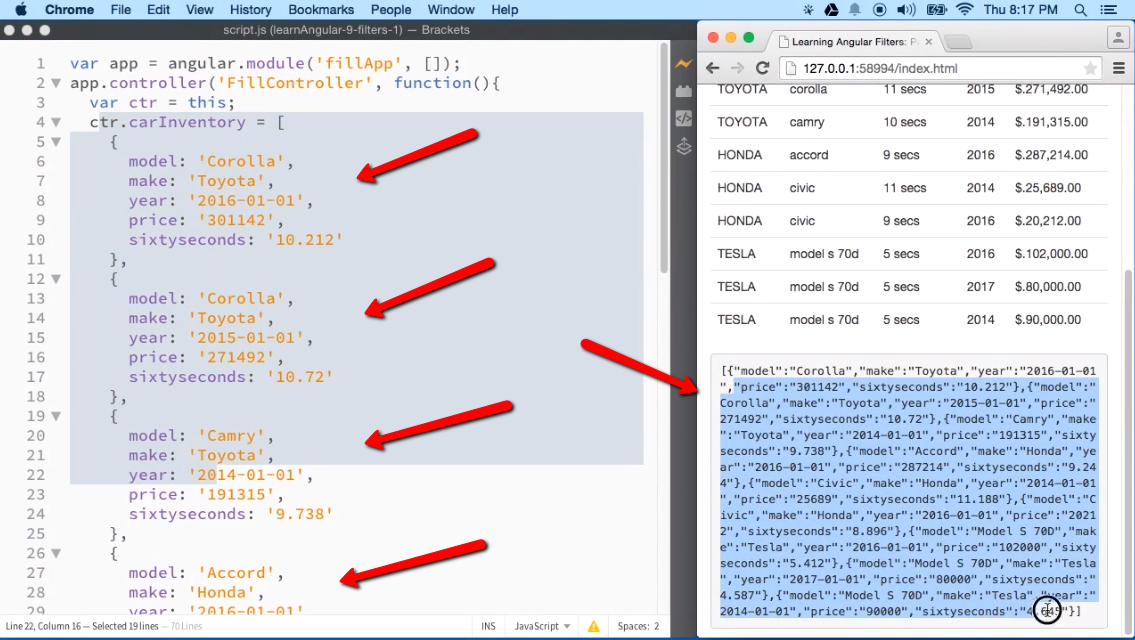 Chrome File Edit View History Bookmarks People Window Help Thu 8:17 PM
script.js (learnAngular-9-filters-1) — Brackets
1 var app = angular.module('fillApp', []);
2 app.controller('FillController', function(){
3 var ctr = this;
4 ctr.carInventory = [
5 {
6 model: 'Corolla',
7 make: 'Toyota',
8 year: '2016-01-01',
9 price: '301142',
10 sixtyseconds: '10.212'
11 },
12 {
13 model: 'Corolla',
14 make: 'Toyota',
15 year: '2015-01-01',
16 price: '271492',
17 sixtyseconds: '10.72'
18 },
19 {
20 model: 'Camry',
21 make: 'Toyota',
22 year: '2014-01-01',
23 price: '191315',
24 sixtyseconds: '9.738'
25 },
26 {
27 model: 'Accord',
28 make: 'Honda',
29 year: '2016-01-01'
Line 22, Column 16 — Selected 19 lines — 70 Lines INS JavaScript Spaces: 2
Learning Angular Filters: P
127.0.0.1:58994/index.html
TOYOTA corolla 11 secs 2015 $.271,492.00
TOYOTA camry 10 secs 2014 $.191,315.00
HONDA accord 9 secs 2016 $.287,214.00
HONDA civic 11 secs 2014 $.25,689.00
HONDA civic 9 secs 2016 $.20,212.00
TESLA model s 70d 5 secs 2016 $.102,000.00
TESLA model s 70d 5 secs 2017 $.80,000.00
TESLA model s 70d 5 secs 2014 $.90,000.00
[{"model":"Corolla","make":"Toyota","year":"2016-01-01
","price":"301142","sixtyseconds":"10.212"},{"model":"
Corolla","make":"Toyota","year":"2015-01-01","price":"
271492","sixtyseconds":"10.72"},{"model":"Camry","make
":"Toyota","year":"2014-01-01","price":"191315","sixty
seconds":"9.738"},{"model":"Accord","make":"Honda","ye
ar":"2016-01-01","price":"287214","sixtyseconds":"9.24
4"},{"model":"Civic","make":"Honda","year":"2014-01-01
","price":"25689","sixtyseconds":"11.188"},{"model":"C
ivic","make":"Honda","year":"2016-01-01","price":"2021
2","sixtyseconds":"8.896"},{"model":"Model S 70D","mak
e":"Tesla","year":"2016-01-01","price":"102000","sixty
seconds":"5.412"},{"model":"Model S 70D","make":"Tesla
","year":"2017-01-01","price":"80000","sixtyseconds":"
4.587"},{"model":"Model S 70D","make":"Tesla","year":"
2014-01-01","price":"90000","sixtyseconds":